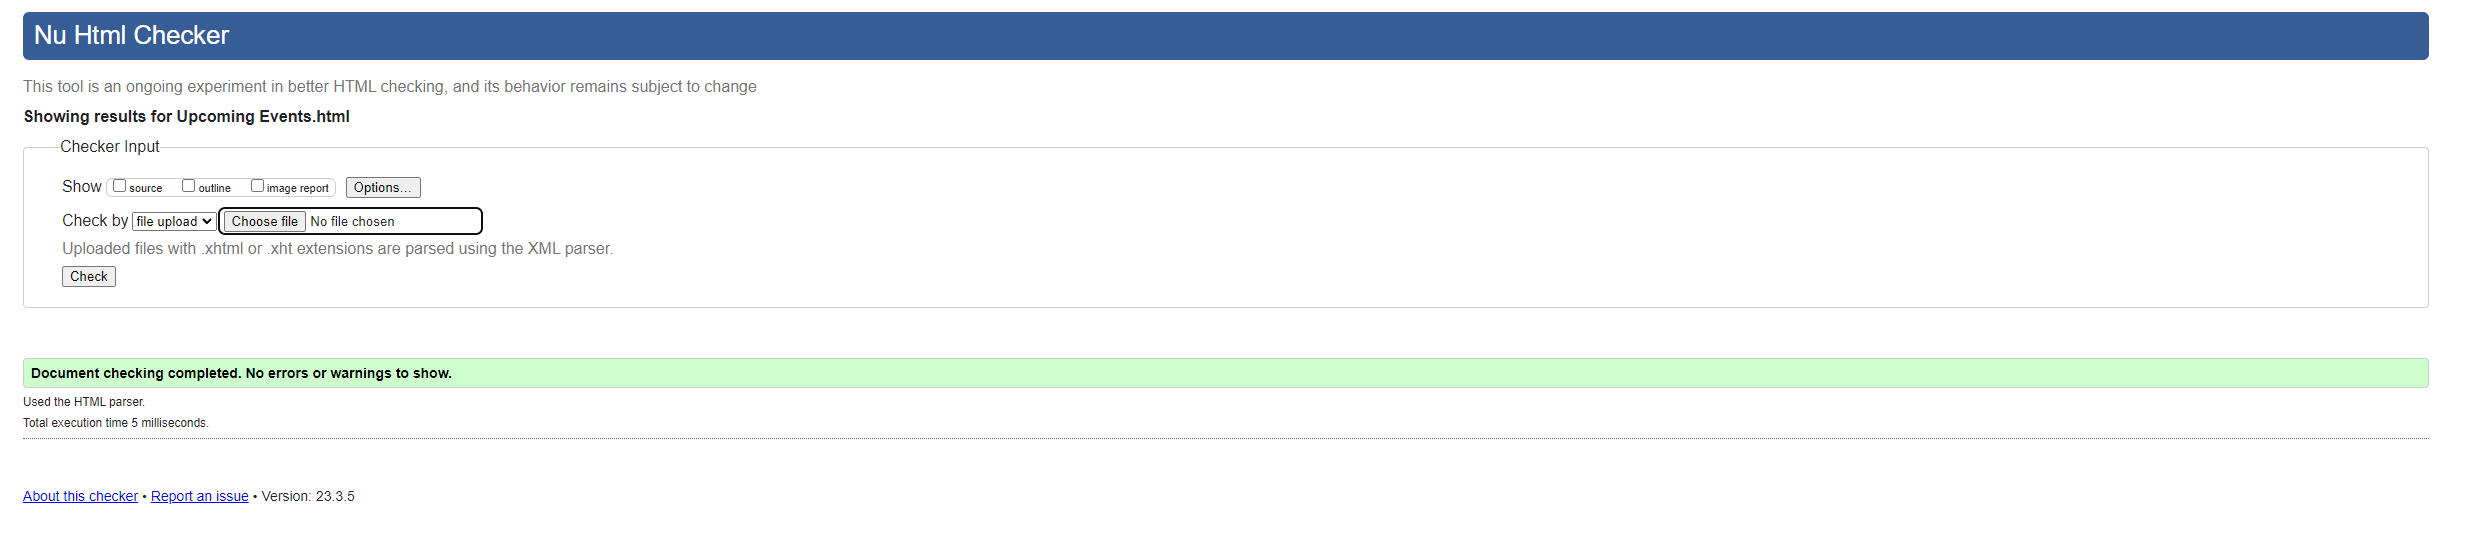 Nu Html Checker
This tool is an ongoing experiment in better HTML checking, and its behavior remains subject to change
Showing results for Upcoming Events.html
Checker Input
Show source outline image report Options...
Check by file upload Choose file No file chosen
Uploaded files with .xhtml or .xht extensions are parsed using the XML parser.
Check
Document checking completed. No errors or warnings to show.
Used the HTML parser.
Total execution time 5 milliseconds.
About this checker • Report an issue • Version: 23.3.5